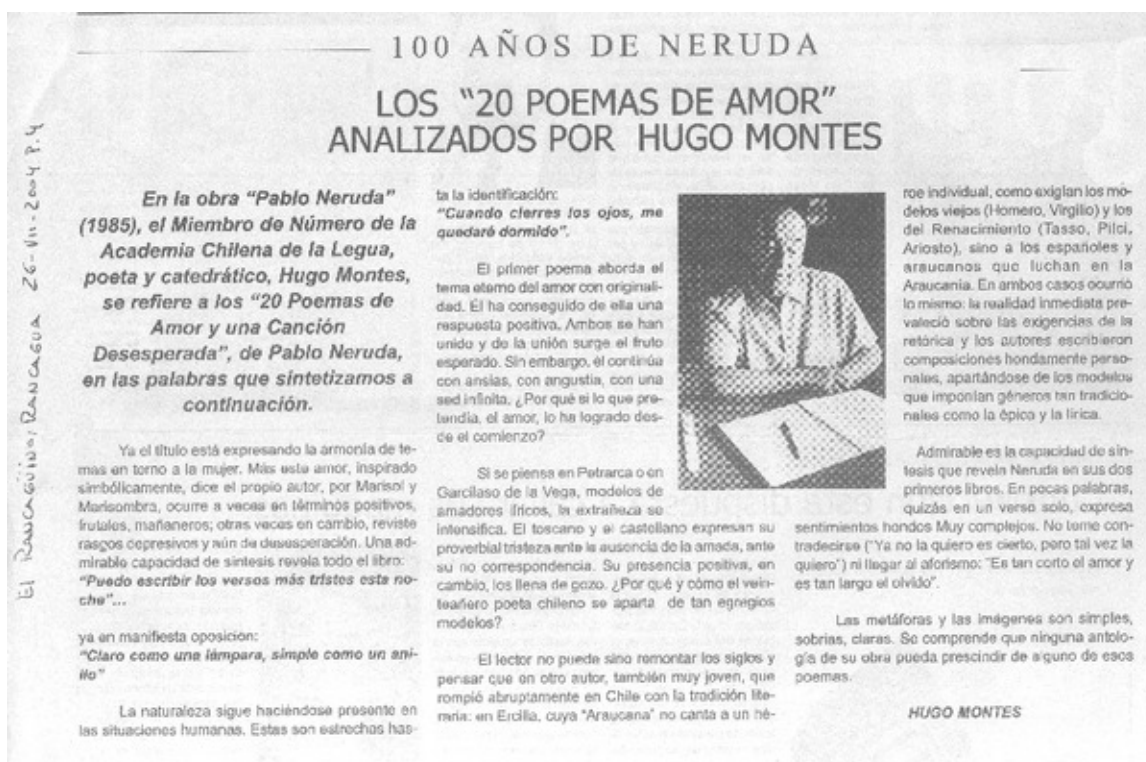 100 AÑOS DE NERUDA
LOS "20 POEMAS DE AMOR"
ANALIZADOS POR HUGO MONTES
El RANCAGÜINO, RANCAGUA 26-VII-2004 P.4
En la obra "Pablo Neruda"
(1985), el Miembro de Número de la
Academia Chilena de la Legua,
poeta y catedrático, Hugo Montes,
se refiere a los "20 Poemas de
Amor y una Canción
Desesperada", de Pablo Neruda,
en las palabras que sintetizamos a
continuación.
Ya el título está expresando la armonía de te-
mas en torno a la mujer. Mas este amor, inspirado
simbólicamente, dice el propio autor, por Marisol y
Marisombra, ocurre a veces en términos positivos,
frutales, mañaneros; otras veces en cambio, reviste
rasgos depresivos y aún de desesperación. Una ad-
mirable capacidad de síntesis revela todo el libro:
"Puedo escribir los versos más tristes esta no-
che"...
ya en manifiesta oposición:
"Claro como una lámpara, simple como un ani-
llo"
La naturaleza sigue haciéndose presente en
las situaciones humanas. Estas son estrechas has-
ta la identificación:
"Cuando cierres los ojos, me
quedaré dormido".
El primer poema aborda el
tema eterno del amor con originali-
dad. Él ha conseguido de ella una
respuesta positiva. Ambos se han
unido y de la unión surge el fruto
esperado. Sin embargo, él continúa
con ansias, con angustia, con una
sed infinita. ¿Por qué si lo que pre-
tendía, el amor, lo ha logrado des-
de el comienzo?
Si se piensa en Petrarca o en
Garcilaso de la Vega, modelos de
amadores líricos, la extrañeza se
intensifica. El toscano y el castellano expresan su
proverbial tristeza ante la ausencia de la amada, ante
su no correspondencia. Su presencia positiva, en
cambio, los llena de gozo. ¿Por qué y cómo el vein-
teañero poeta chileno se aparta de tan egregios
modelos?
El lector no puede sino remontar los siglos y
pensar que en otro autor, también muy joven, que
rompió abruptamente en Chile con la tradición lite-
raria: en Ercilla, cuya "Araucana" no canta a un hé-
roe individual, como exigían los mo-
delos viejos (Homero, Virgilio) y los
del Renacimiento (Tasso, Pilci,
Ariosto), sino a los españoles y
araucanos que luchan en la
Araucanía. En ambos casos ocurrió
lo mismo: la realidad inmediata pre-
valeció sobre las exigencias de la
retórica y los autores escribieron
composiciones hondamente perso-
nales, apartándose de los modelos
que imponían géneros tan tradicio-
nales como la épica y la lírica.
Admirable es la capacidad de sín-
tesis que revela Neruda en sus dos
primeros libros. En pocas palabras,
quizás en un verso solo, expresa
sentimientos hondos Muy complejos. No teme con-
tradecirse ("Ya no la quiero es cierto, pero tal vez la
quiero") ni llegar al aforismo: "Es tan corto el amor y
es tan largo el olvido".
Las metáforas y las imágenes son simples,
sobrias, claras. Se comprende que ninguna antolo-
gía de su obra pueda prescindir de alguno de esos
poemas.
HUGO MONTES